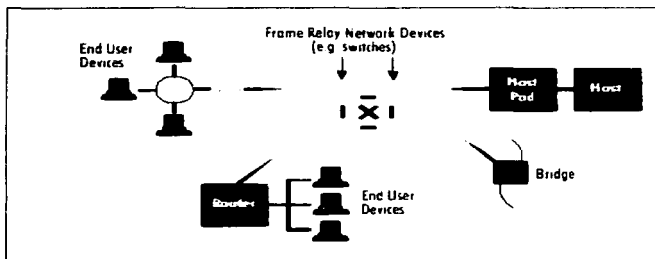 Frame Relay Network Devices
(e.g. switches)
End User
Devices
Host
Pad
Host
Bridge
Router
End User
Devices